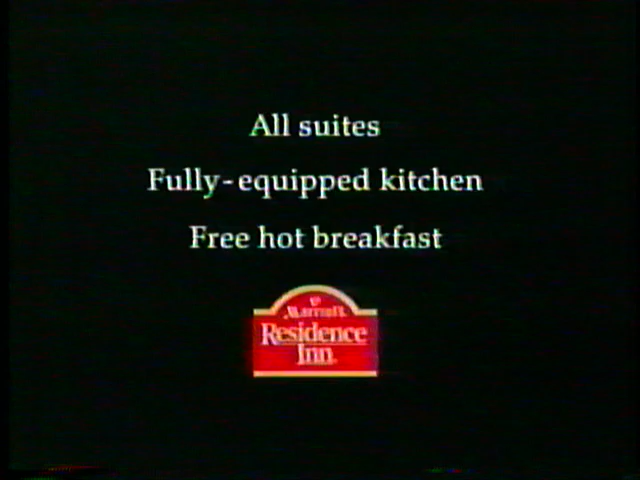 All suites
Fully-equipped kitchen
Free hot breakfast
Marriott
Residence
Inn